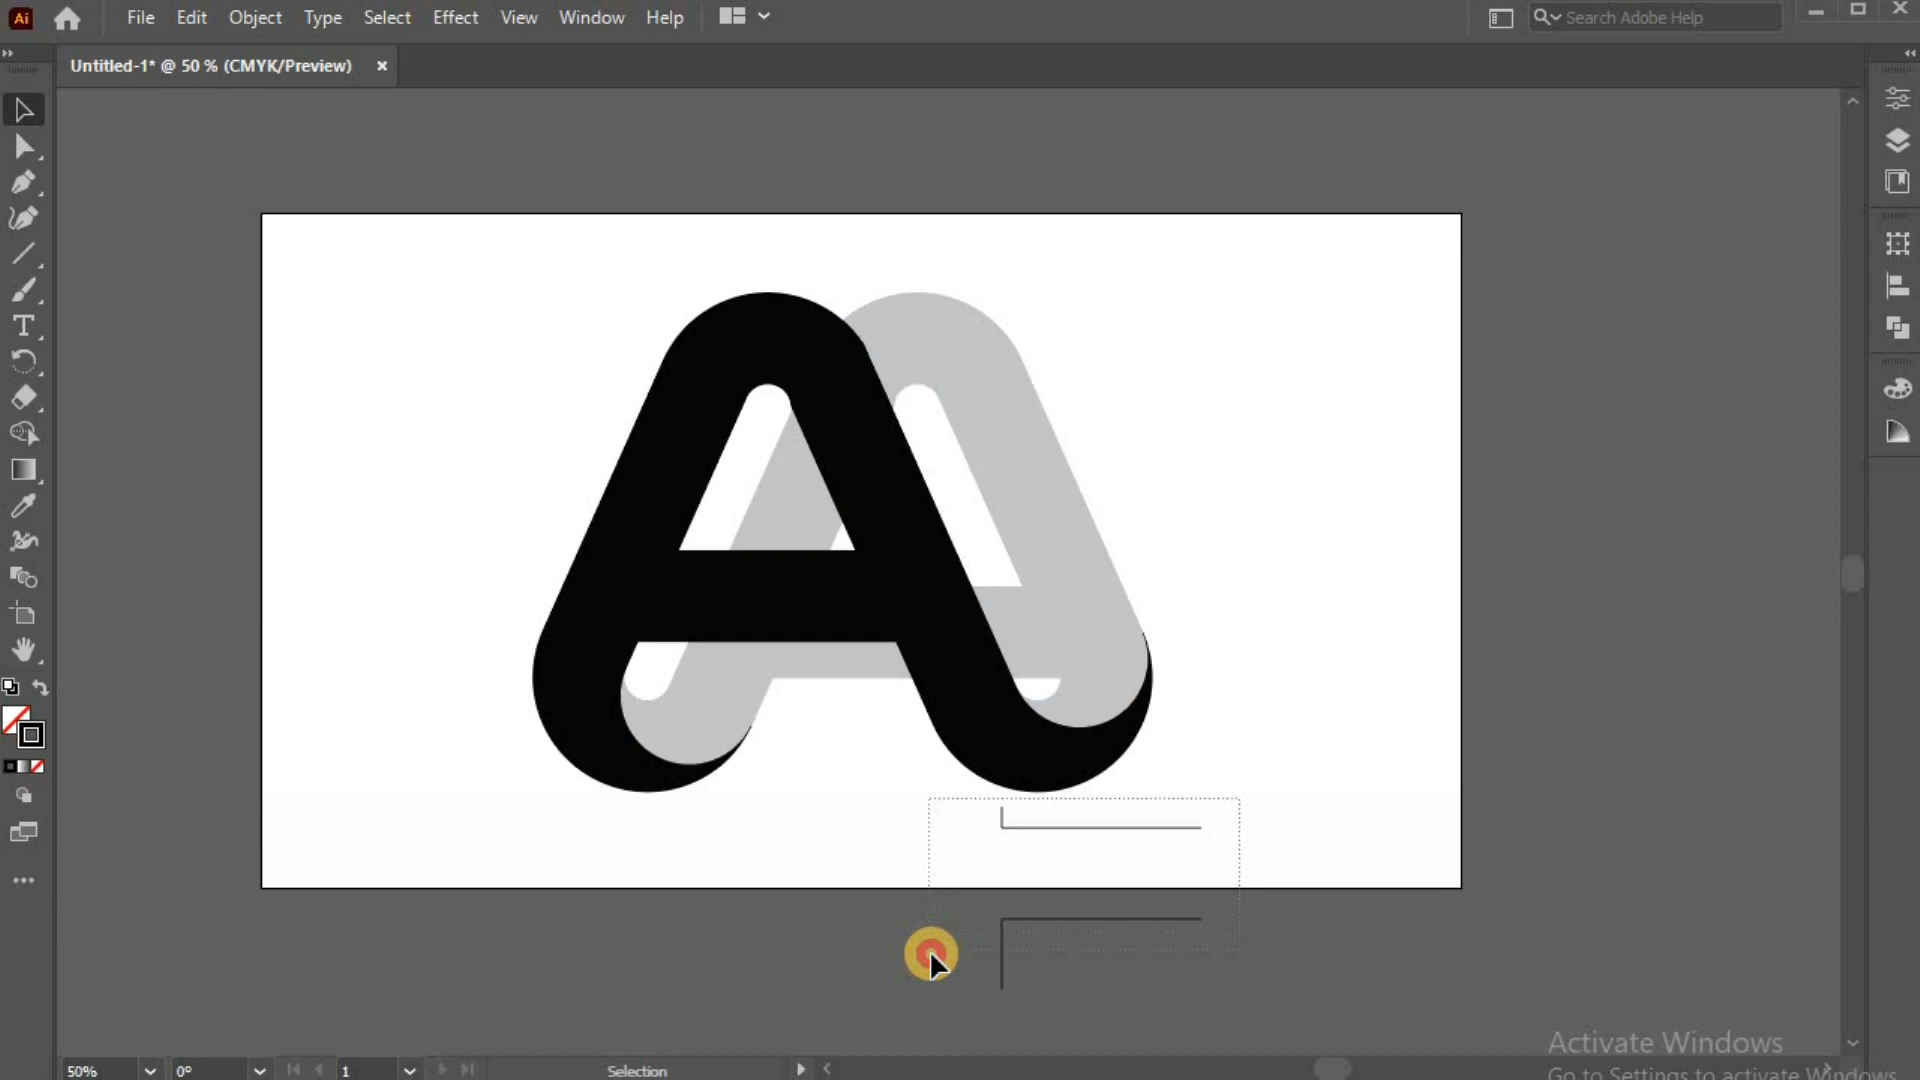 Ai File Edit Object Type Select Effect View Window Help Search Adobe Help
Untitled-1* @ 50 % (CMYK/Preview)
A
50% 0° 1 Selection
Activate Windows
Go to Settings to activate Windows